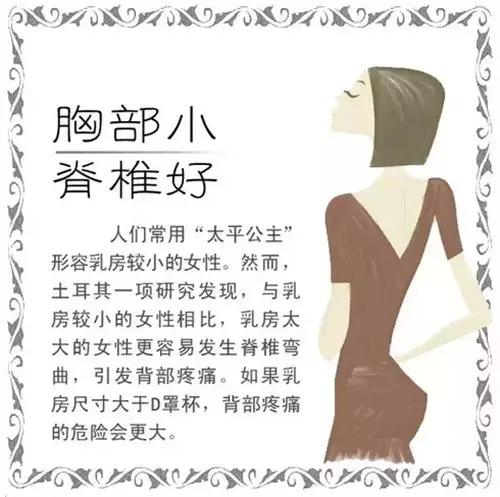 胸部小
脊椎好
人们常用“太平公主”
形容乳房较小的女性。然而，
土耳其一项研究发现，与乳
房较小的女性相比，乳房太
大的女性更容易发生脊椎弯
曲，引发背部疼痛。如果乳
房尺寸大于D罩杯，背部疼痛
的危险会更大。